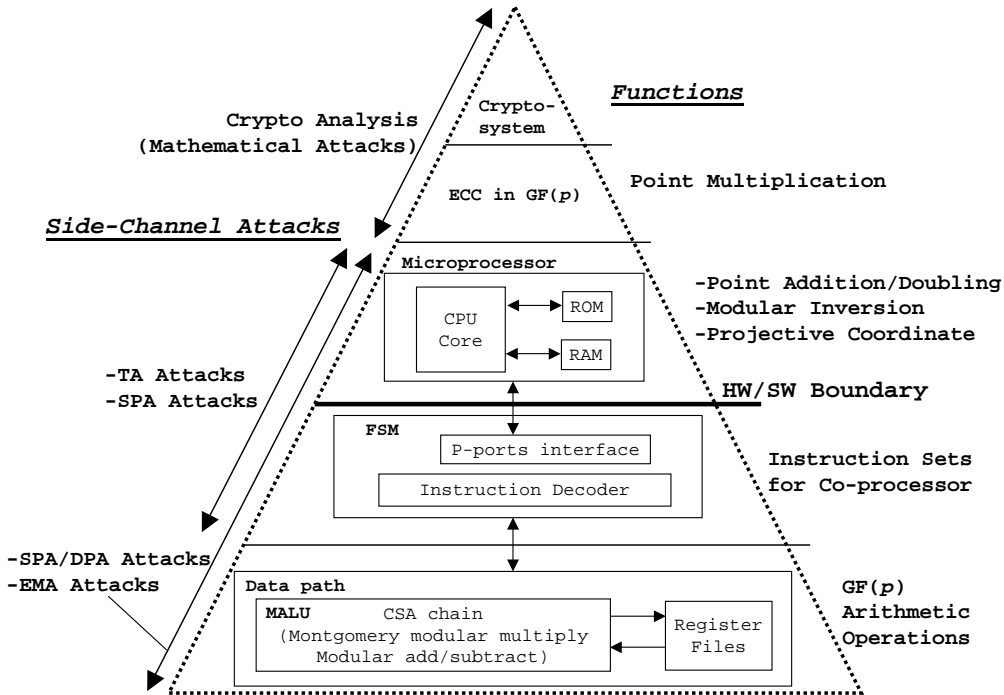 Functions
Crypto-
system
Crypto Analysis
(Mathematical Attacks)
ECC in GF(p)
Point Multiplication
Side-Channel Attacks
Microprocessor
CPU
Core
ROM
RAM
-Point Addition/Doubling
-Modular Inversion
-Projective Coordinate
-TA Attacks
-SPA Attacks
HW/SW Boundary
FSM
P-ports interface
Instruction Decoder
Instruction Sets
for Co-processor
-SPA/DPA Attacks
-EMA Attacks
Data path
MALU
CSA chain
(Montgomery modular multiply
Modular add/subtract)
Register
Files
GF(p)
Arithmetic
Operations